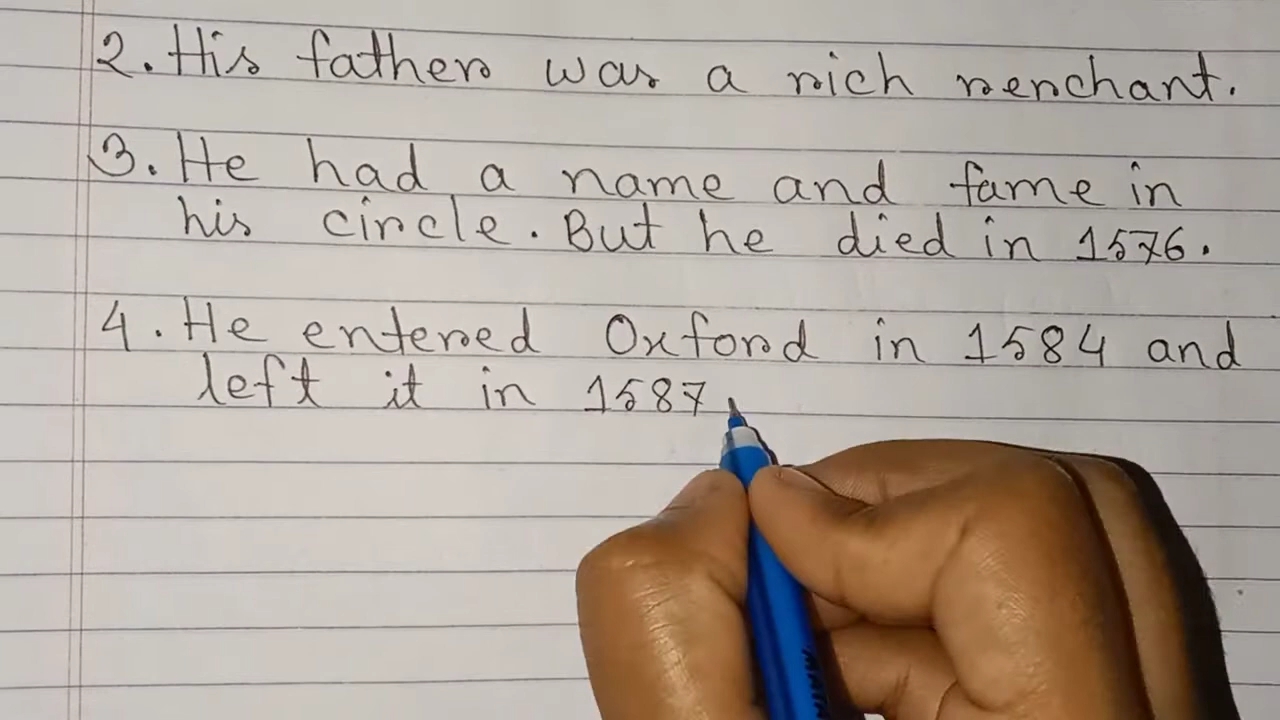 2. His father was a rich merchant.
3. He had a name and fame in
his circle. But he died in 1576.
4. He entered Oxford in 1584 and
left it in 1587